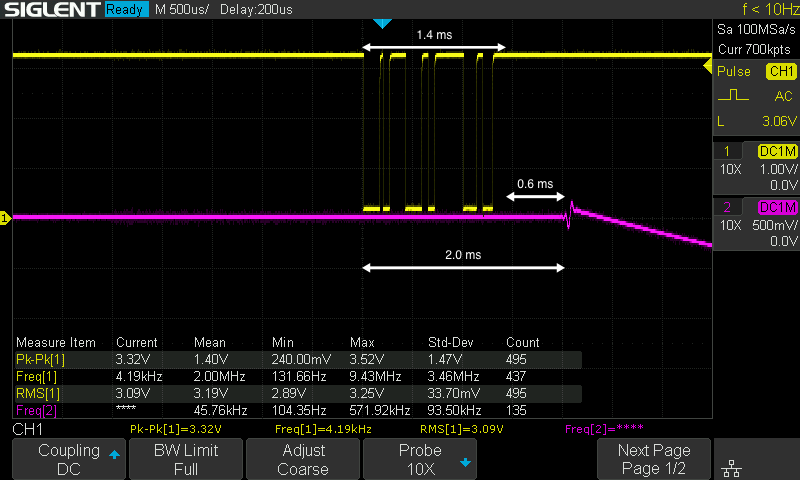 SIGLENT Ready M 500us/ Delay:200us f < 10Hz
Sa 100MSa/s
Curr 700kpts
Pulse CH1
AC
L 3.06V
1 DC1M
10X 1.00V/
0.0V
2 DC1M
10X 500mV/
0.0V
1.4 ms
0.6 ms
1
2.0 ms
Measure Item Current Mean Min Max Std-Dev Count
Pk-Pk[1] 3.32V 1.40V 240.00mV 3.52V 1.47V 495
Freq[1] 4.19kHz 2.00MHz 131.66Hz 9.43MHz 3.46MHz 437
RMS[1] 3.09V 3.19V 2.89V 3.25V 33.70mV 495
Freq[2] **** 45.76kHz 104.35Hz 571.92kHz 93.50kHz 135
CH1 Pk-Pk[1]=3.32V Freq[1]=4.19kHz RMS[1]=3.09V Freq[2]=****
Coupling
DC
BW Limit
Full
Adjust
Coarse
Probe
10X
Next Page
Page 1/2